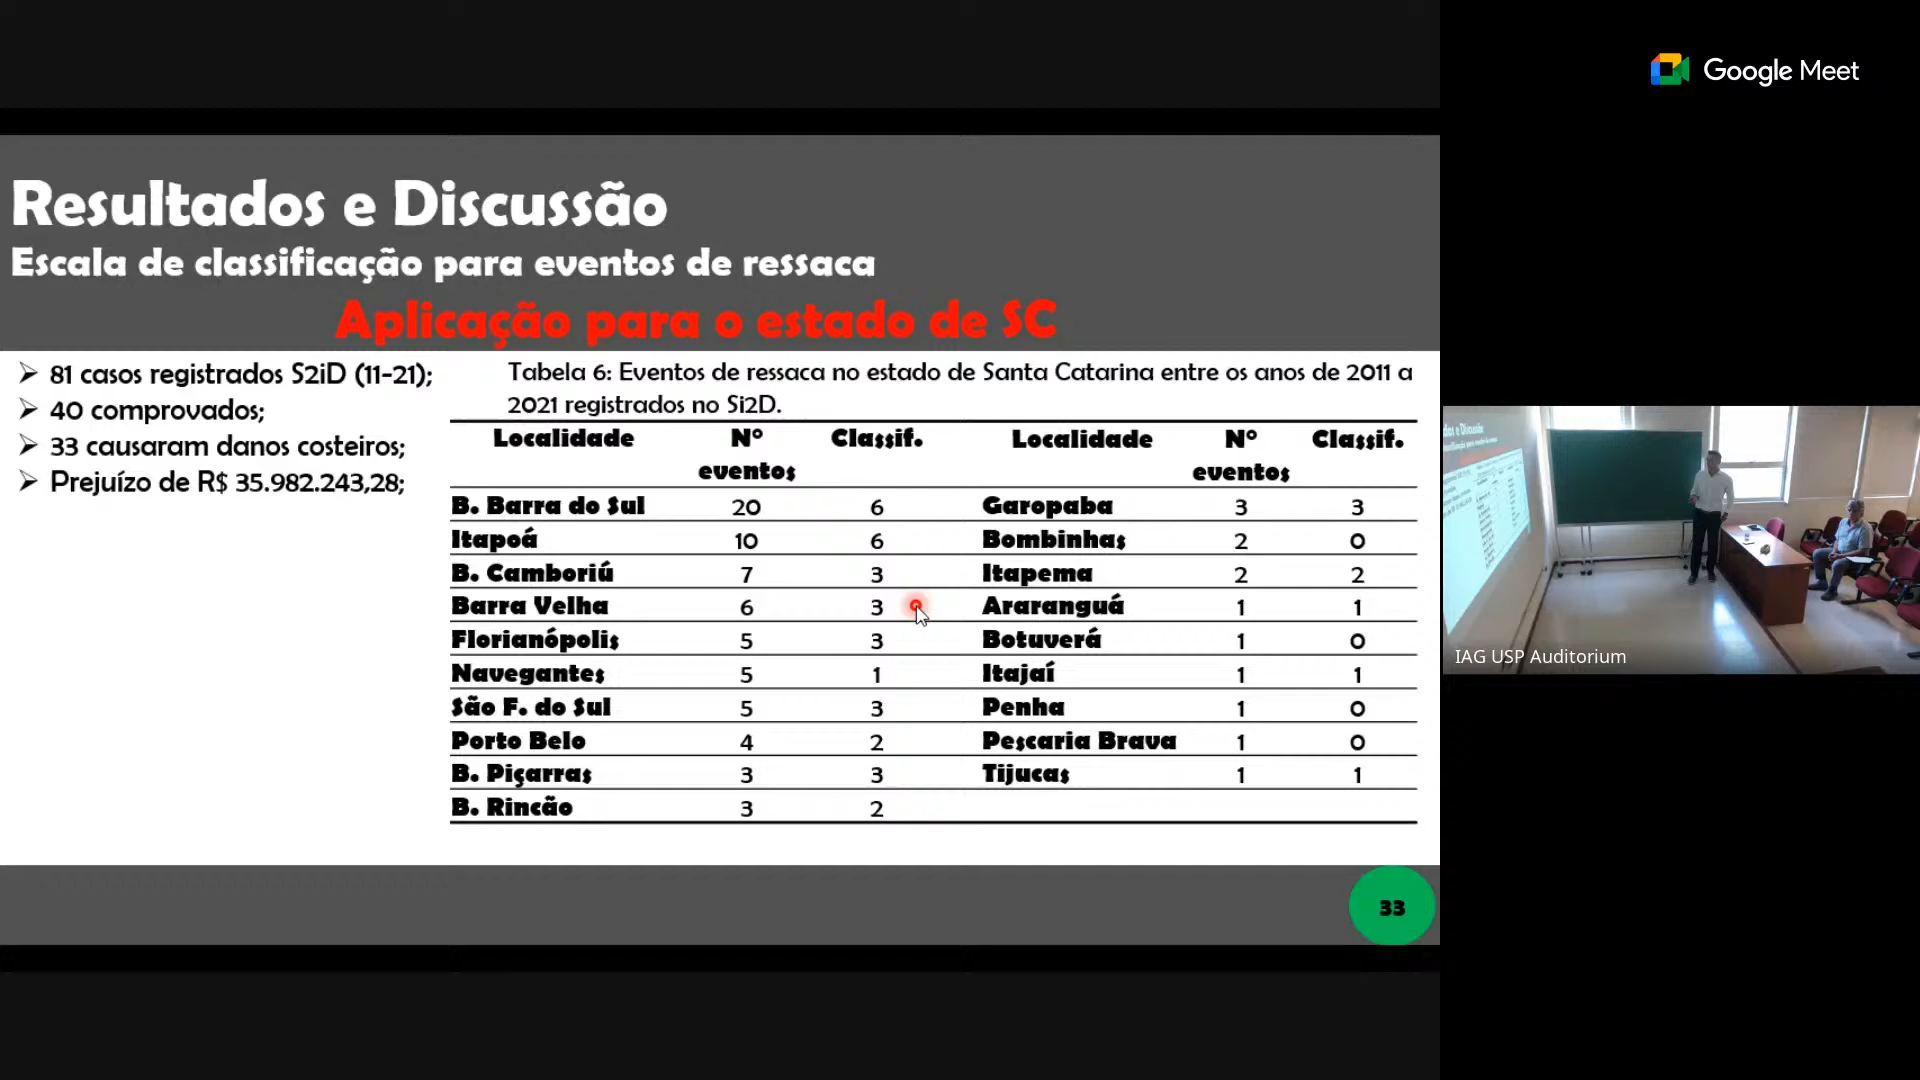 Google Meet
Resultados e Discussão
Escala de classificação para eventos de ressaca
Aplicação para o estado de SC
➢ 81 casos registrados S2iD (11-21);
➢ 40 comprovados;
➢ 33 causaram danos costeiros;
➢ Prejuízo de R$ 35.982.243,28;
Tabela 6: Eventos de ressaca no estado de Santa Catarina entre os anos de 2011 a
2021 registrados no Si2D.
Localidade N° eventos Classif. Localidade N° eventos Classif.
B. Barra do Sul 20 6 Garopaba 3 3
Itapoá 10 6 Bombinhas 2 0
B. Camboriú 7 3 Itapema 2 2
Barra Velha 6 3 Araranguá 1 1
Florianópolis 5 3 Botuverá 1 0
Navegantes 5 1 Itajaí 1 1
São F. do Sul 5 3 Penha 1 0
Porto Belo 4 2 Pescaria Brava 1 0
B. Piçarras 3 3 Tijucas 1 1
B. Rincão 3 2
33
IAG USP Auditorium